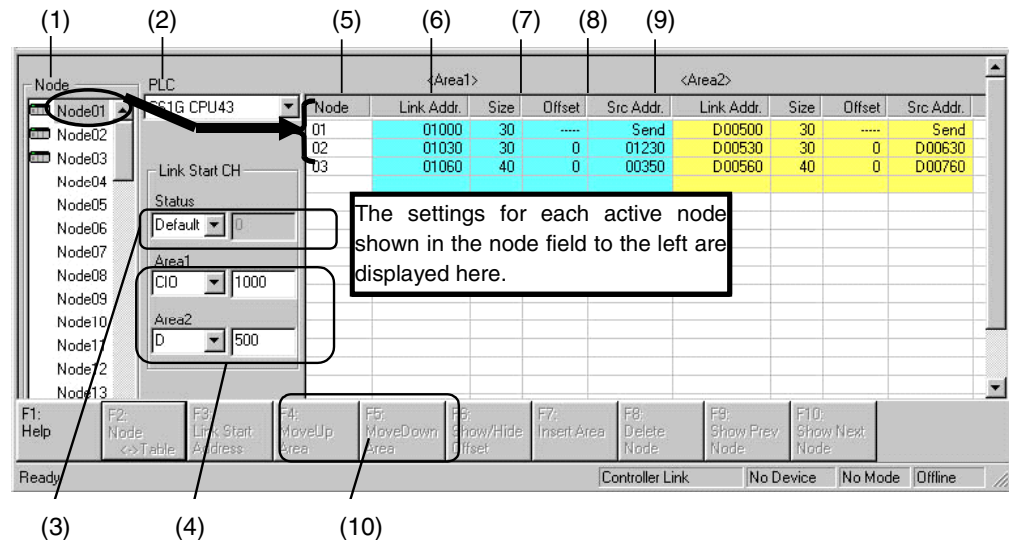 (1) (2) (5) (6) (7) (8) (9)
Node PLC <Area1> <Area2>
Node01
Node02
Node03
Node04
Node05
Node06
Node07
Node08
Node09
Node10
Node11
Node12
Node13
CS1G CPU43
Link Start CH
Status
Default 0
Area1
CIO 1000
Area2
D 500
Node Link Addr. Size Offset Src Addr. Link Addr. Size Offset Src Addr.
01 01000 30 ----- Send D00500 30 ----- Send
02 01030 30 0 01230 D00530 30 0 D00630
03 01060 40 0 00350 D00560 40 0 D00760
The settings for each active node
shown in the node field to the left are
displayed here.
F1:
Help
F2:
Node
<->Table
F3:
Link Start
Address
F4:
MoveUp
Area
F5:
MoveDown
Area
F6:
Show/Hide
Offset
F7:
Insert Area
F8:
Delete
Node
F9:
Show Prev
Node
F10:
Show Next
Node
Ready Controller Link No Device No Mode Offline
(3) (4) (10)